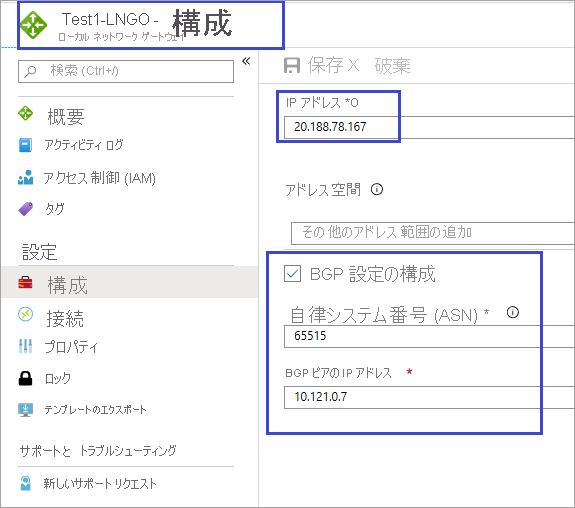 Test1-LNGO - 構成
ローカル ネットワーク ゲートウェイ
検索 (Ctrl+/)
«
概要
アクティビティ ログ
アクセス制御 (IAM)
タグ
設定
構成
接続
プロパティ
ロック
テンプレートのエクスポート
サポートと トラブルシューティング
新しいサポート リクエスト
保存 X 破棄
IP アドレス *O
20.188.78.167
アドレス空間
その他のアドレス範囲の追加
BGP 設定の構成
自律システム番号 (ASN) *
65515
BGP ピアの IP アドレス *
10.121.0.7